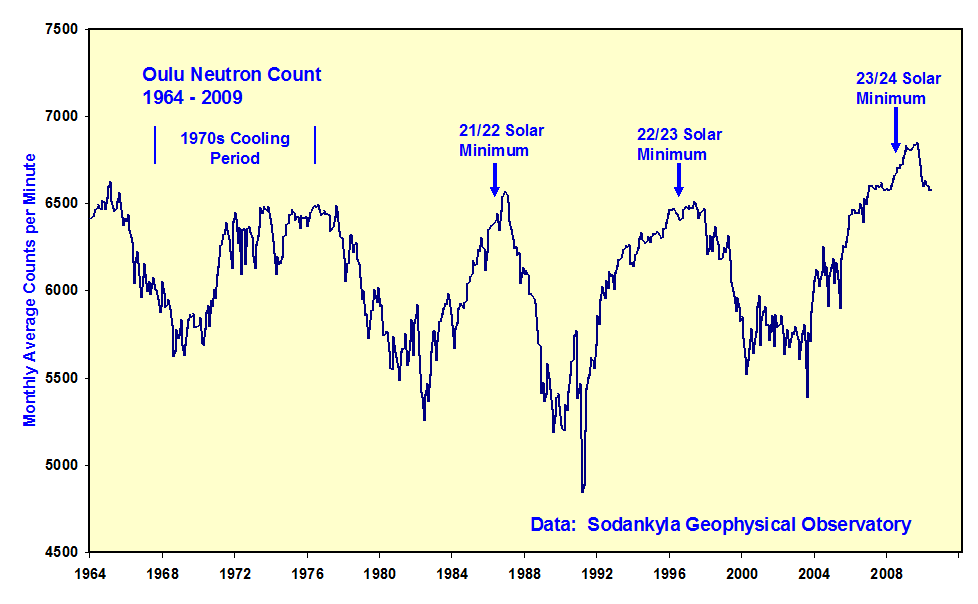 7500
7000
6500
6000
5500
5000
4500
Monthly Average Counts per Minute
Oulu Neutron Count
1964 - 2009
1970s Cooling
Period
21/22 Solar
Minimum
22/23 Solar
Minimum
23/24 Solar
Minimum
Data:  Sodankyla Geophysical Observatory
1964 1968 1972 1976 1980 1984 1988 1992 1996 2000 2004 2008